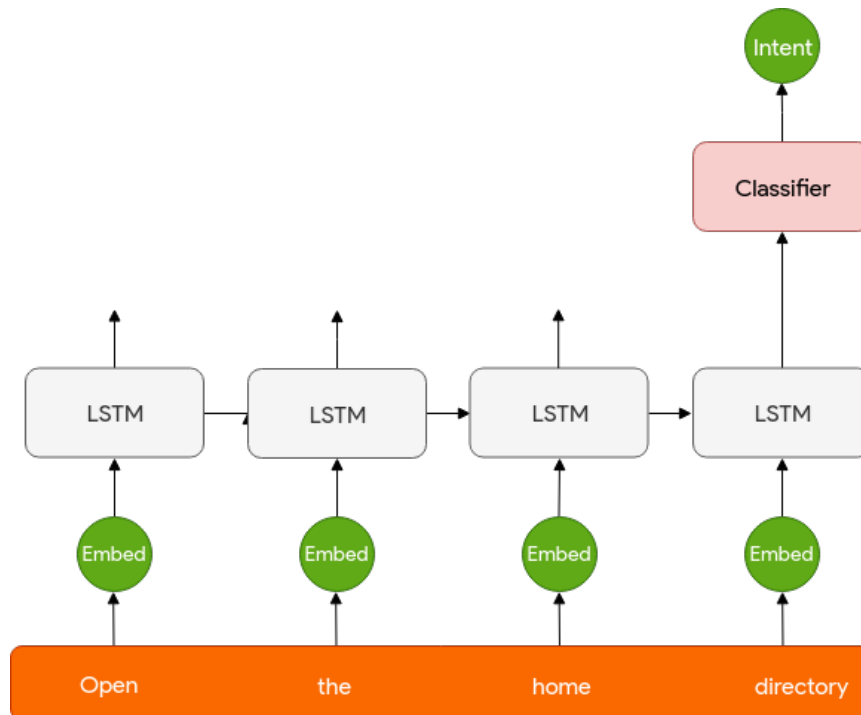 Intent
Classifier
LSTM LSTM LSTM LSTM
Embed Embed Embed Embed
Open the home directory